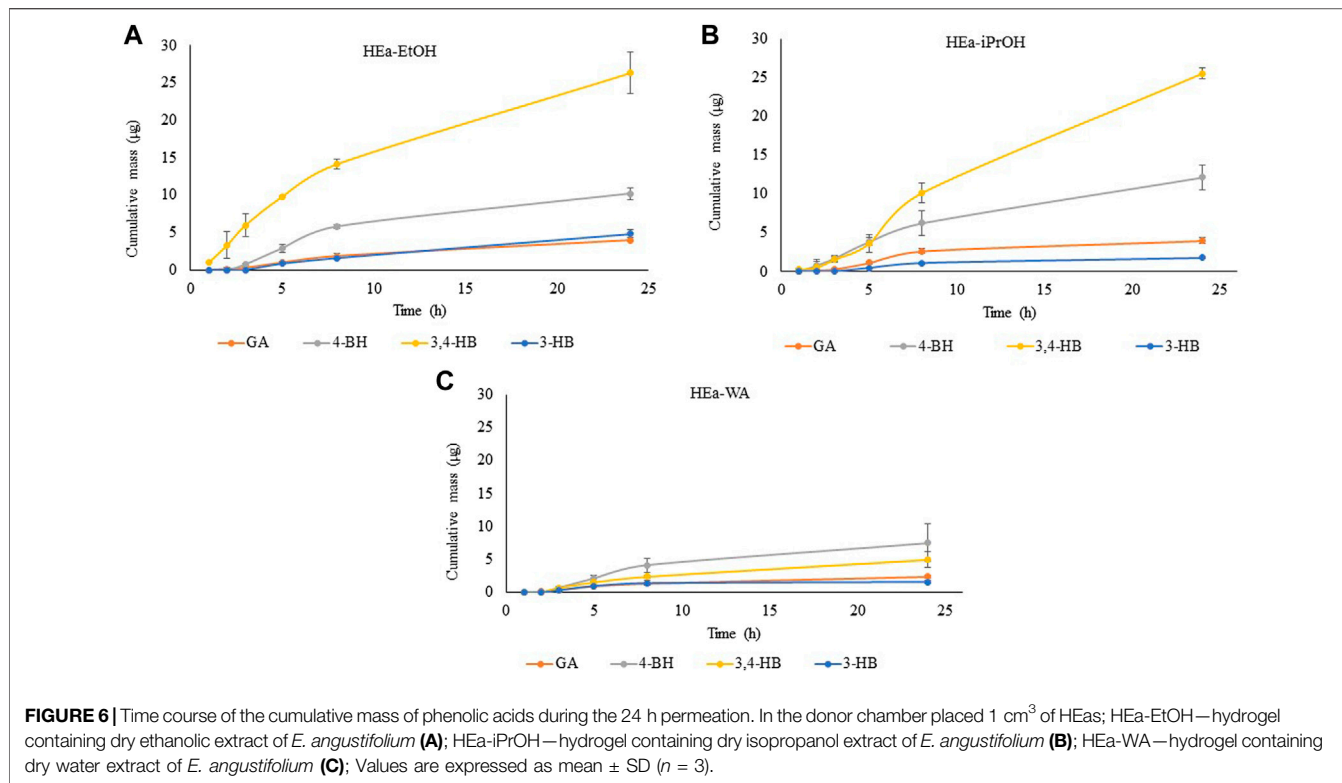 A
HEa-EtOH
Cumulative mass (µg)
30
25
20
15
10
5
0
0 5 10 15 20 25
Time (h)
GA 4-BH 3,4-HB 3-HB
B
HEa-iPrOH
Cumulative mass (µg)
30
25
20
15
10
5
0
0 5 10 15 20 25
Time (h)
GA 4-BH 3,4-HB 3-HB
C
HEa-WA
Cumulative mass (µg)
30
25
20
15
10
5
0
0 5 10 15 20 25
Time (h)
GA 4-BH 3,4-HB 3-HB
FIGURE 6 | Time course of the cumulative mass of phenolic acids during the 24 h permeation. In the donor chamber placed 1 cm³ of HEas; HEa-EtOH—hydrogel
containing dry ethanolic extract of E. angustifolium (A); HEa-iPrOH—hydrogel containing dry isopropanol extract of E. angustifolium (B); HEa-WA—hydrogel containing
dry water extract of E. angustifolium (C); Values are expressed as mean ± SD (n = 3).